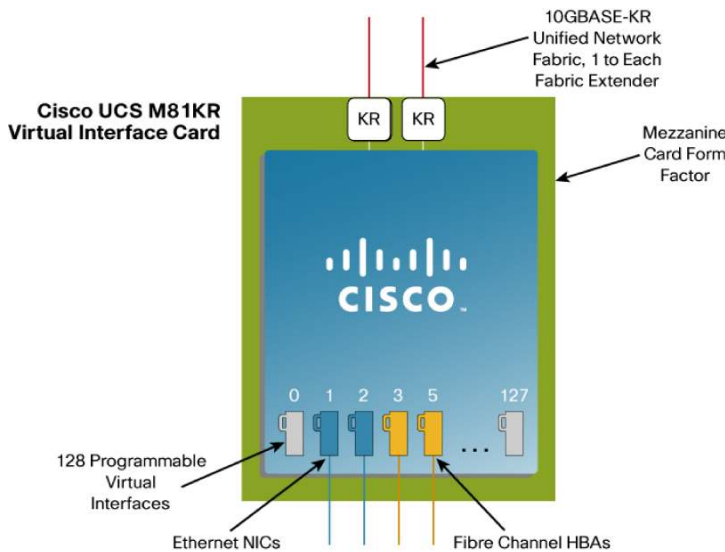 10GBASE-KR
Unified Network
Fabric, 1 to Each
Fabric Extender
Cisco UCS M81KR
Virtual Interface Card
KR KR
Mezzanine
Card Form
Factor
CISCO™
0 1 2 3 5 127
...
128 Programmable
Virtual
Interfaces
Ethernet NICs
Fibre Channel HBAs